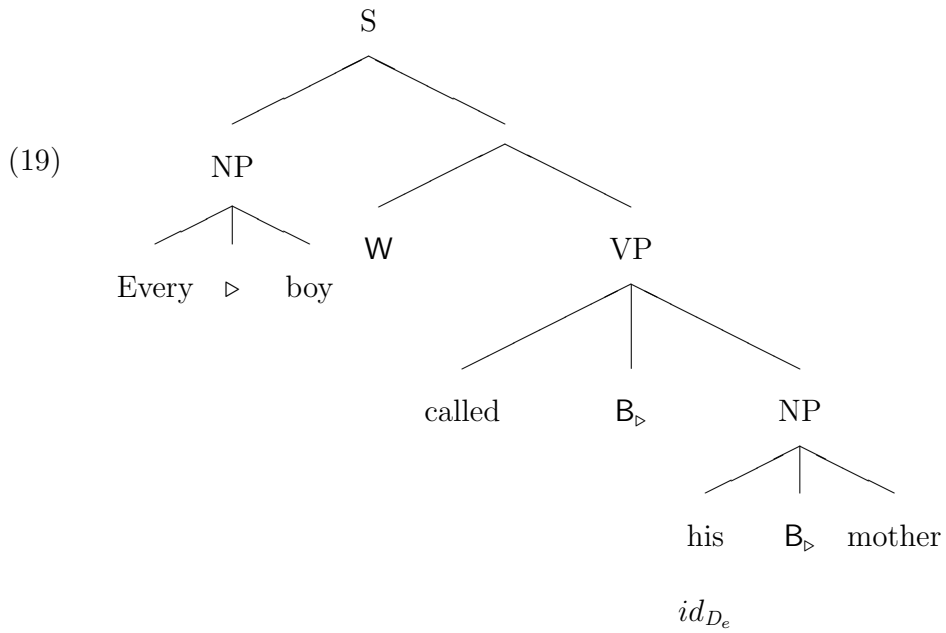 S
(19)
NP
W VP
Every ▹ boy
called B▹ NP
his B▹ mother
id_{D_e}